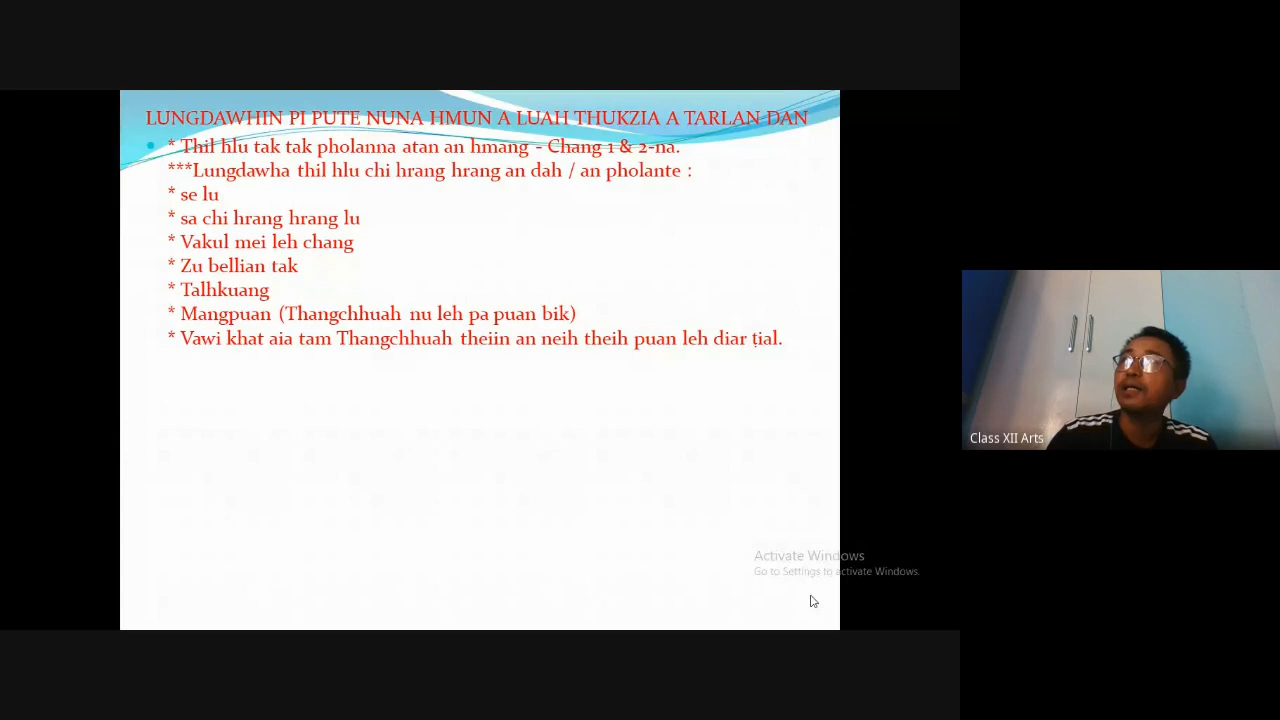 LUNGDAWHIN PI PUTE NUNA HMUN A LUAH THUKZIA A TARLAN DAN
* Thil hlu tak tak pholanna atan an hmang - Chang 1 & 2-na.
***Lungdawha thil hlu chi hrang hrang an dah / an pholante :
* se lu
* sa chi hrang hrang lu
* Vakul mei leh chang
* Zu bellian tak
* Talhkuang
* Mangpuan (Thangchhuah nu leh pa puan bik)
* Vawi khat aia tam Thangchhuah theiin an neih theih puan leh diar ṭial.
Class XII Arts
Activate Windows
Go to Settings to activate Windows.